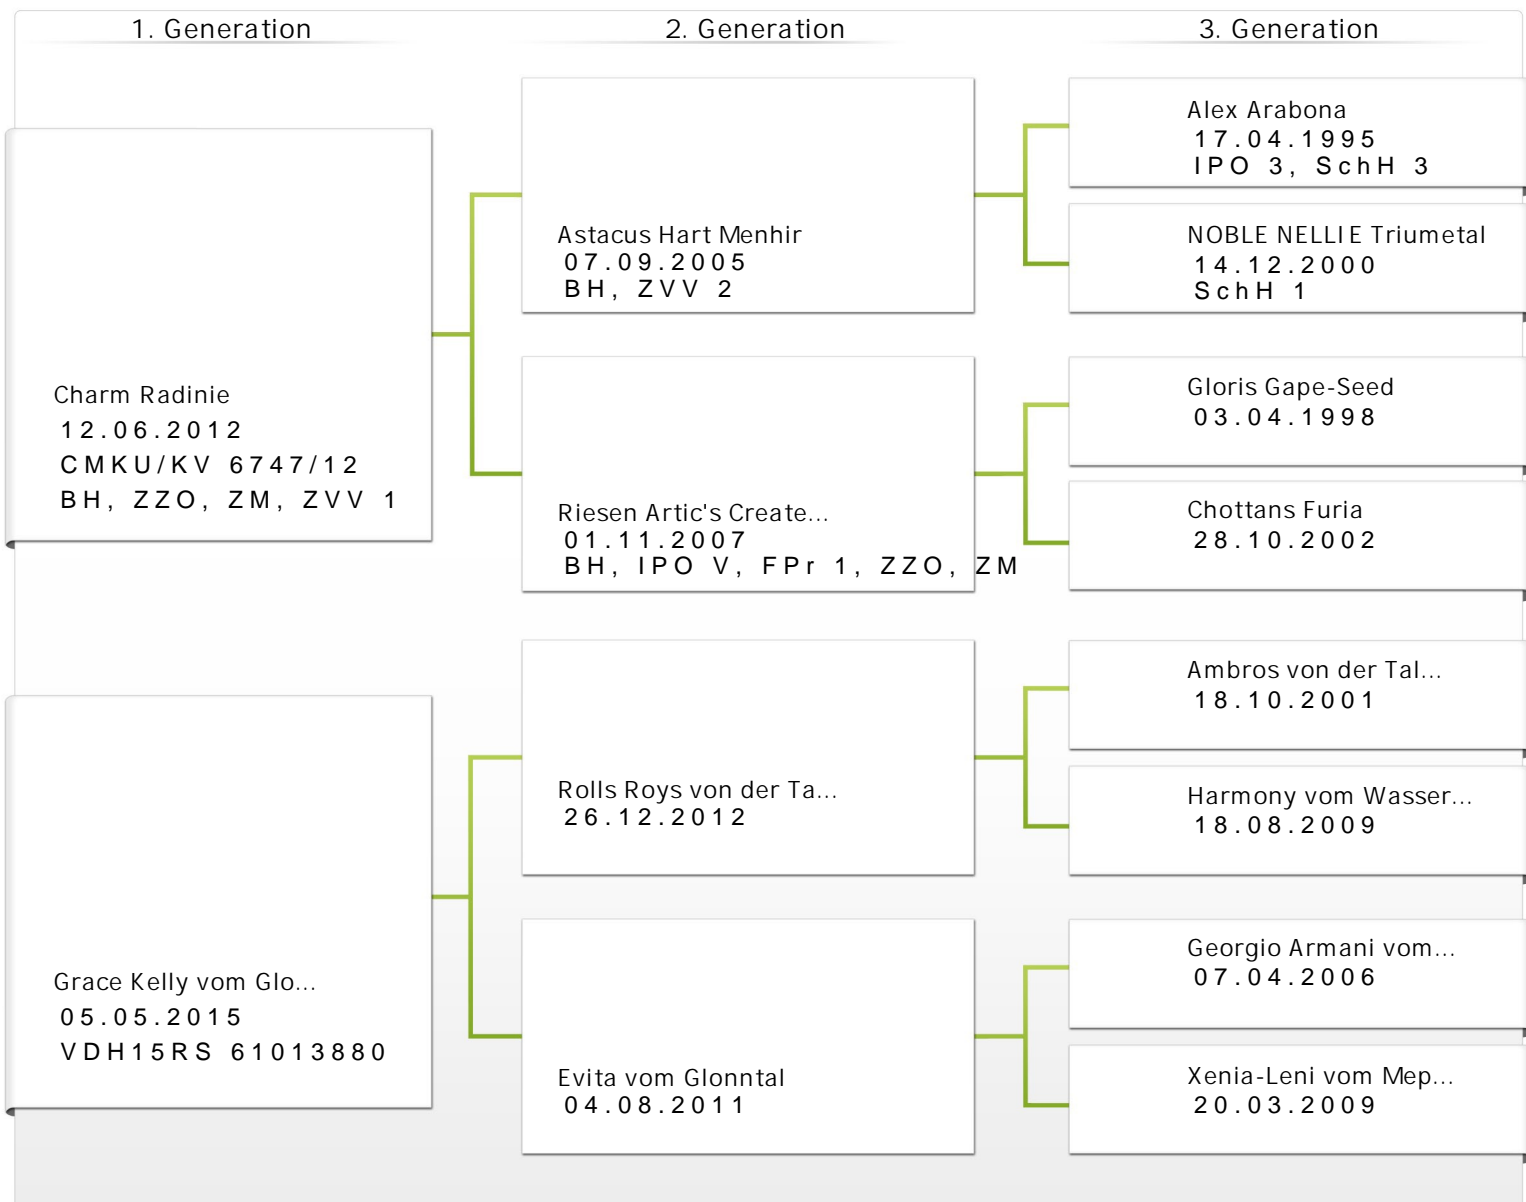 1. Generation
2. Generation
3. Generation
Charm Radinie
12.06.2012
CMKU/KV 6747/12
BH, ZZO, ZM, ZVV 1
Grace Kelly vom Glo...
05.05.2015
VDH15RS 61013880
Astacus Hart Menhir
07.09.2005
BH, ZVV 2
Riesen Artic's Create...
01.11.2007
BH, IPO V, FPr 1, ZZO, ZM
Rolls Roys von der Ta...
26.12.2012
Evita vom Glonntal
04.08.2011
Alex Arabona
17.04.1995
IPO 3, SchH 3
NOBLE NELLIE Triumetal
14.12.2000
SchH 1
Gloris Gape-Seed
03.04.1998
Chottans Furia
28.10.2002
Ambros von der Tal...
18.10.2001
Harmony vom Wasser...
18.08.2009
Georgio Armani vom...
07.04.2006
Xenia-Leni vom Mep...
20.03.2009